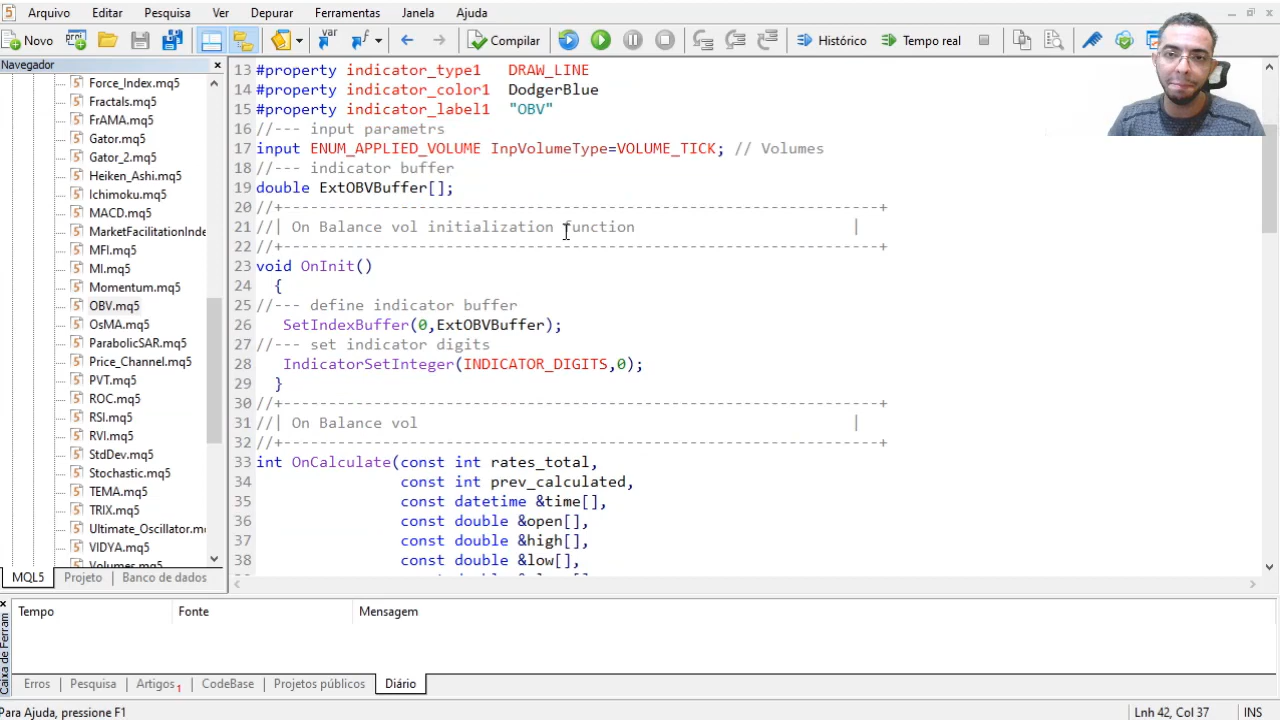 Arquivo Editar Pesquisa Ver Depurar Ferramentas Janela Ajuda
Novo Compilar Histórico Tempo real
Navegador
Force_Index.mq5
Fractals.mq5
FrAMA.mq5
Gator.mq5
Gator_2.mq5
Heiken_Ashi.mq5
Ichimoku.mq5
MACD.mq5
MarketFacilitationInde
MFI.mq5
MI.mq5
Momentum.mq5
OBV.mq5
OsMA.mq5
ParabolicSAR.mq5
Price_Channel.mq5
PVT.mq5
ROC.mq5
RSI.mq5
RVI.mq5
StdDev.mq5
Stochastic.mq5
TEMA.mq5
TRIX.mq5
Ultimate_Oscillator.m
VIDYA.mq5
Volumes.mq5
MQL5 Projeto Banco de dados
13 #property indicator_type1 DRAW_LINE
14 #property indicator_color1 DodgerBlue
15 #property indicator_label1 "OBV"
16 //--- input parametrs
17 input ENUM_APPLIED_VOLUME InpVolumeType=VOLUME_TICK; // Volumes
18 //--- indicator buffer
19 double ExtOBVBuffer[];
20 //+------------------------------------------------------------------+
21 //| On Balance vol initialization function |
22 //+------------------------------------------------------------------+
23 void OnInit()
24 {
25 //--- define indicator buffer
26 SetIndexBuffer(0,ExtOBVBuffer);
27 //--- set indicator digits
28 IndicatorSetInteger(INDICATOR_DIGITS,0);
29 }
30 //+------------------------------------------------------------------+
31 //| On Balance vol |
32 //+------------------------------------------------------------------+
33 int OnCalculate(const int rates_total,
34 const int prev_calculated,
35 const datetime &time[],
36 const double &open[],
37 const double &high[],
38 const double &low[],
Tempo Fonte Mensagem
Caixa de Ferram
Erros Pesquisa Artigos 1 CodeBase Projetos públicos Diário
Para Ajuda, pressione F1 Lnh 42, Col 37 INS